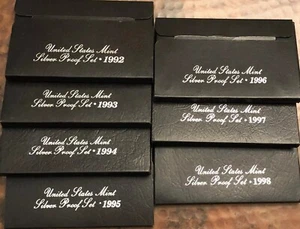 United States Mint
Silver Proof Set • 1992
United States Mint
Silver Proof Set • 1993
United States Mint
Silver Proof Set • 1994
United States Mint
Silver Proof Set • 1995
United States Mint
Silver Proof Set • 1996
United States Mint
Silver Proof Set • 1997
United States Mint
Silver Proof Set • 1998